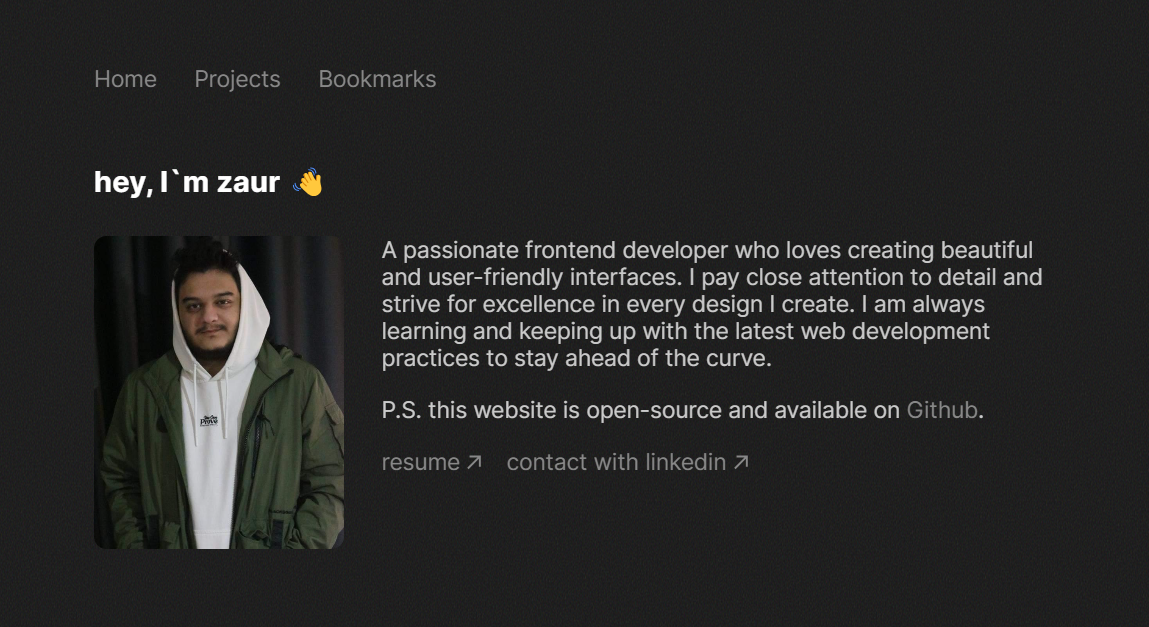 Home Projects Bookmarks
hey, I`m zaur 👋
A passionate frontend developer who loves creating beautiful
and user-friendly interfaces. I pay close attention to detail and
strive for excellence in every design I create. I am always
learning and keeping up with the latest web development
practices to stay ahead of the curve.
P.S. this website is open-source and available on Github.
resume ↗ contact with linkedin ↗